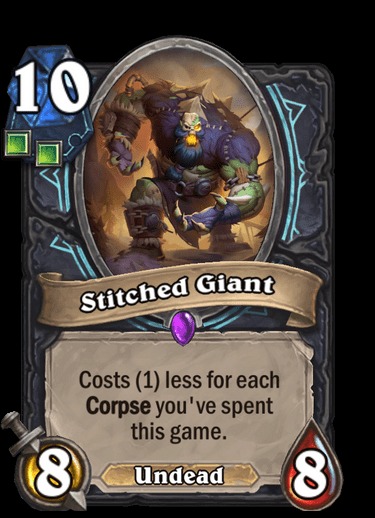 10
Stitched Giant
Costs (1) less for each
Corpse you've spent
this game.
8
Undead
8